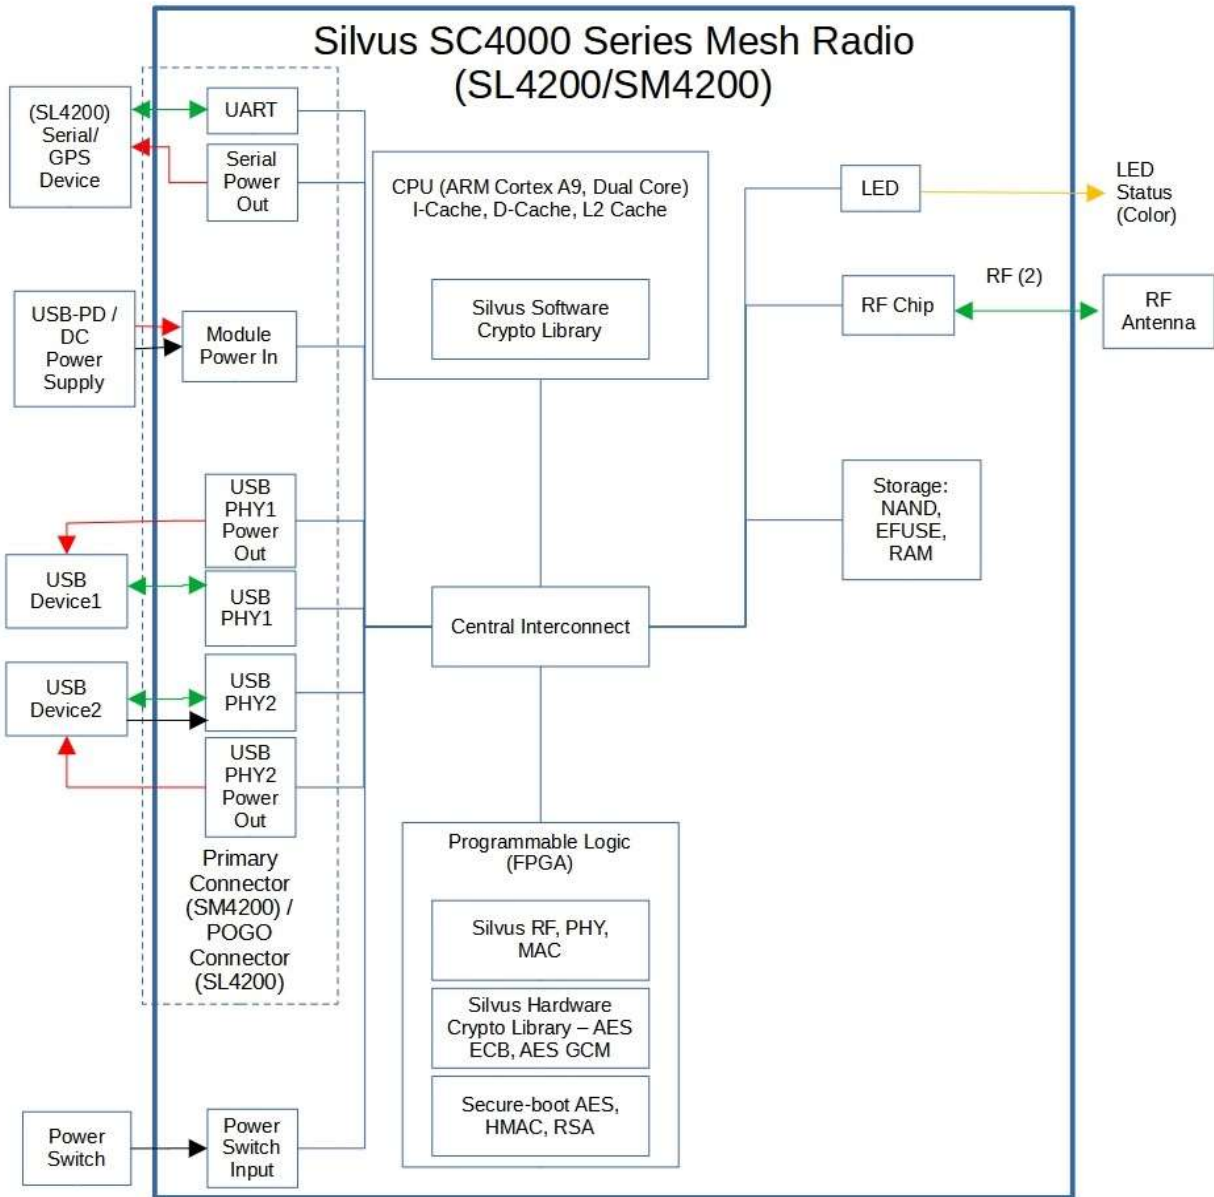 Silvus SC4000 Series Mesh Radio
(SL4200/SM4200)
(SL4200)
Serial/
GPS
Device
UART
Serial
Power
Out
CPU (ARM Cortex A9, Dual Core)
I-Cache, D-Cache, L2 Cache
Silvus Software
Crypto Library
LED
LED
Status
(Color)
USB-PD /
DC
Power
Supply
Module
Power In
RF Chip
RF (2)
RF
Antenna
USB
PHY1
Power
Out
Storage:
NAND,
EFUSE,
RAM
USB
Device1
USB
PHY1
Central Interconnect
USB
Device2
USB
PHY2
USB
PHY2
Power
Out
Primary
Connector
(SM4200) /
POGO
Connector
(SL4200)
Programmable Logic
(FPGA)
Silvus RF, PHY,
MAC
Silvus Hardware
Crypto Library – AES
ECB, AES GCM
Secure-boot AES,
HMAC, RSA
Power
Switch
Power
Switch
Input